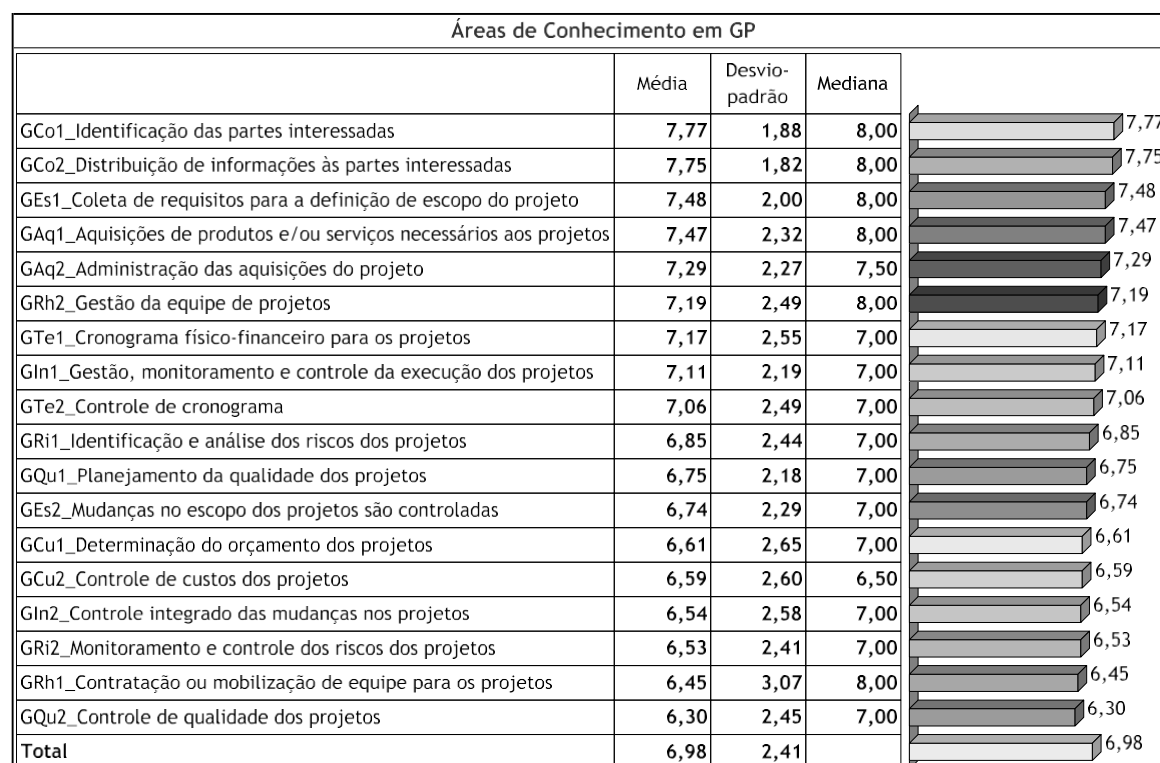 Áreas de Conhecimento em GP
Média Desvio-padrão Mediana
GCo1_Identificação das partes interessadas 7,77 1,88 8,00 7,77
GCo2_Distribuição de informações às partes interessadas 7,75 1,82 8,00 7,75
GEs1_Coleta de requisitos para a definição de escopo do projeto 7,48 2,00 8,00 7,48
GAq1_Aquisições de produtos e/ou serviços necessários aos projetos 7,47 2,32 8,00 7,47
GAq2_Administração das aquisições do projeto 7,29 2,27 7,50 7,29
GRh2_Gestão da equipe de projetos 7,19 2,49 8,00 7,19
GTe1_Cronograma físico-financeiro para os projetos 7,17 2,55 7,00 7,17
GIn1_Gestão, monitoramento e controle da execução dos projetos 7,11 2,19 7,00 7,11
GTe2_Controle de cronograma 7,06 2,49 7,00 7,06
GRi1_Identificação e análise dos riscos dos projetos 6,85 2,44 7,00 6,85
GQu1_Planejamento da qualidade dos projetos 6,75 2,18 7,00 6,75
GEs2_Mudanças no escopo dos projetos são controladas 6,74 2,29 7,00 6,74
GCu1_Determinação do orçamento dos projetos 6,61 2,65 7,00 6,61
GCu2_Controle de custos dos projetos 6,59 2,60 6,50 6,59
GIn2_Controle integrado das mudanças nos projetos 6,54 2,58 7,00 6,54
GRi2_Monitoramento e controle dos riscos dos projetos 6,53 2,41 7,00 6,53
GRh1_Contratação ou mobilização de equipe para os projetos 6,45 3,07 8,00 6,45
GQu2_Controle de qualidade dos projetos 6,30 2,45 7,00 6,30
Total 6,98 2,41 6,98